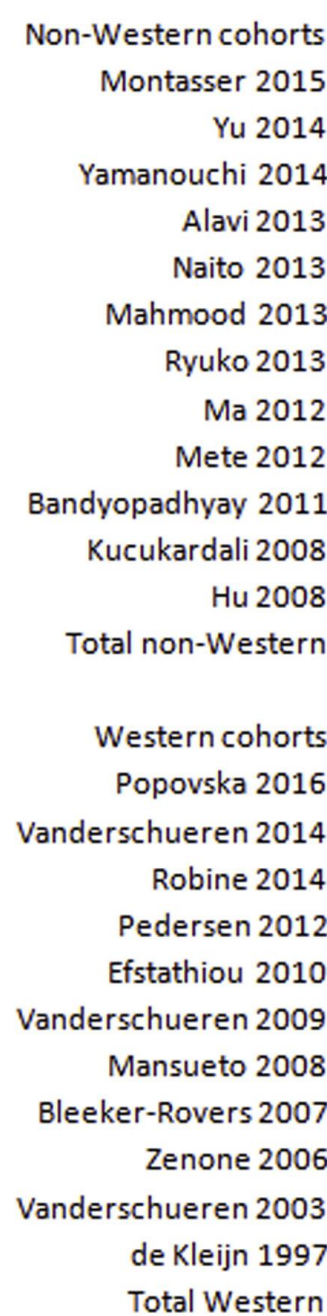 Non-Western cohorts
Montasser 2015
Yu 2014
Yamanouchi 2014
Alavi 2013
Naito 2013
Mahmood 2013
Ryuko 2013
Ma 2012
Mete 2012
Bandyopadhyay 2011
Kucukardali 2008
Hu 2008
Total non-Western
Western cohorts
Popovska 2016
Vanderschueren 2014
Robine 2014
Pedersen 2012
Efstathiou 2010
Vanderschueren 2009
Mansueto 2008
Bleeker-Rovers 2007
Zenone 2006
Vanderschueren 2003
de Kleijn 1997
Total Western